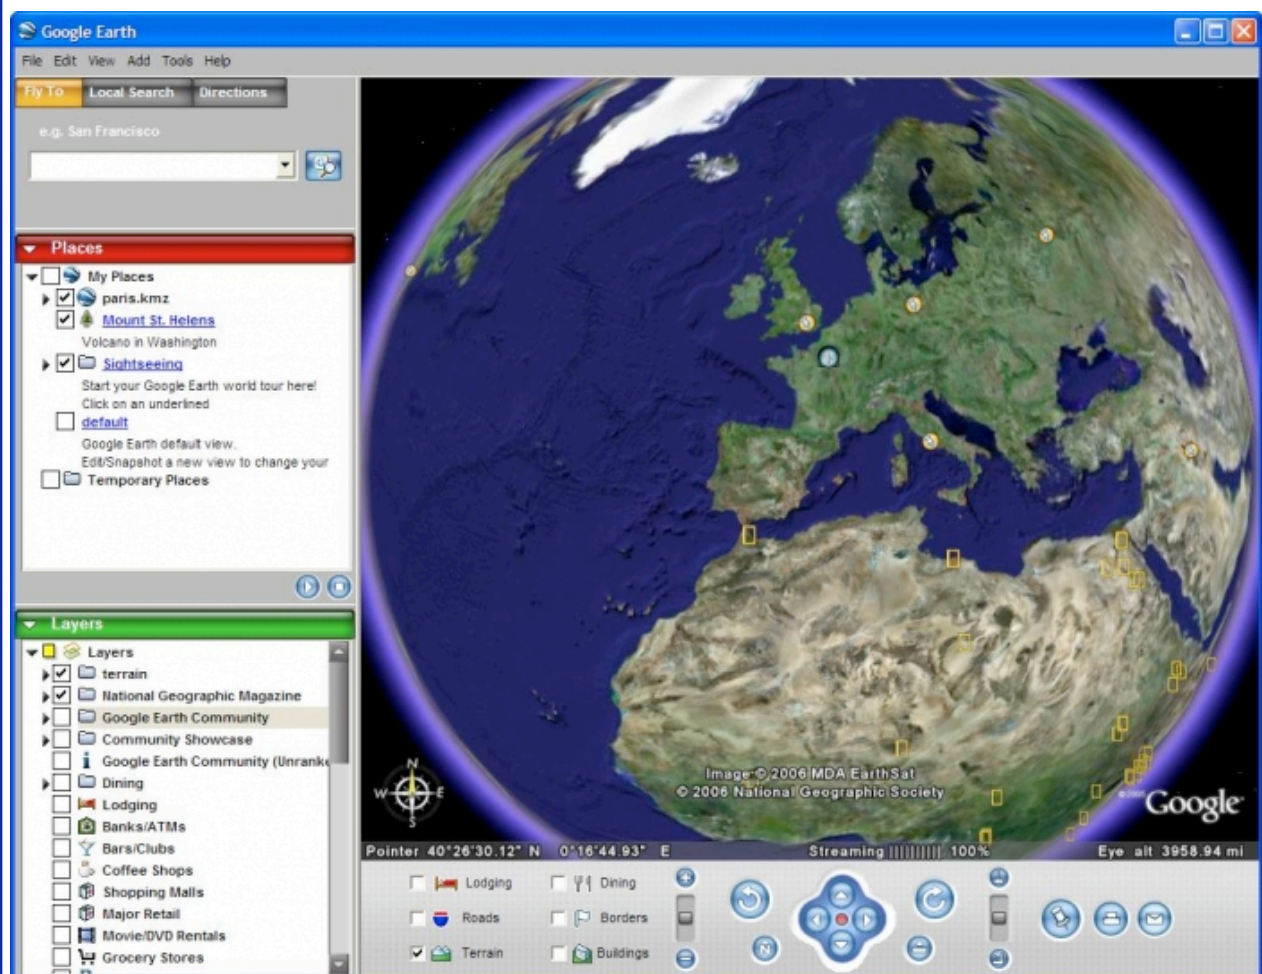 Google Earth
File Edit View Add Tools Help
Fly To Local Search Directions
e.g. San Francisco
Places
My Places
paris.kmz
Mount St. Helens
Volcano in Washington
Sightseeing
Start your Google Earth world tour here!
Click on an underlined
default
Google Earth default view.
Edit/Snapshot a new view to change your
Temporary Places
Layers
Layers
terrain
National Geographic Magazine
Google Earth Community
Community Showcase
Google Earth Community (Unranke
Dining
Lodging
Banks/ATMs
Bars/Clubs
Coffee Shops
Shopping Malls
Major Retail
Movie/DVD Rentals
Grocery Stores
N
W E
S
Image © 2006 MDA EarthSat
© 2006 National Geographic Society
Google
Pointer 40°26'30.12" N 0°16'44.93" E Streaming |||||||||| 100% Eye alt 3958.94 mi
Lodging Dining
Roads Borders
Terrain Buildings
N